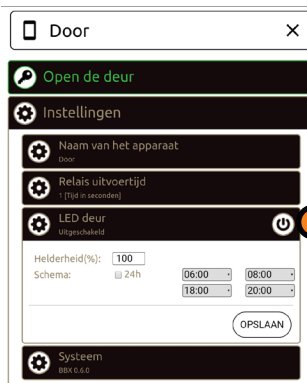 Door
Open de deur
Instellingen
Naam van het apparaat
Door
Relais uitvoertijd
1 [Tijd in seconden]
LED deur
Uitgeschakeld
Helderheid(%): 100
Schema: 24h 06:00 08:00
18:00 20:00
OPSLAAN
Systeem
BBX 0.6.0